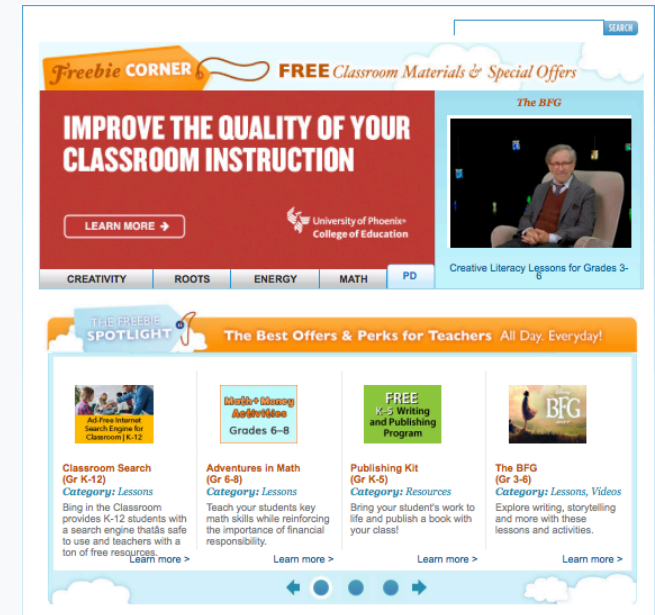 SEARCH
Freebie CORNER
FREE Classroom Materials & Special Offers
IMPROVE THE QUALITY OF YOUR
CLASSROOM INSTRUCTION
LEARN MORE
University of Phoenix®
College of Education
CREATIVITY ROOTS ENERGY MATH PD
The BFG
Creative Literacy Lessons for Grades 3-
6
THE FREEBIE
SPOTLIGHT
The Best Offers & Perks for Teachers All Day. Everyday!
Ad-Free Internet
Search Engine for
Classroom | K-12
Classroom Search
(Gr K-12)
Category: Lessons
Bing in the Classroom
provides K-12 students with
a search engine thatâs safe
to use and teachers with a
ton of free resources.
Learn more >
Math+Money
Activities
Grades 6–8
Adventures in Math
(Gr 6-8)
Category: Lessons
Teach your students key
math skills while reinforcing
the importance of financial
responsibility.
Learn more >
FREE
K–5 Writing
and Publishing
Program
Publishing Kit
(Gr K-5)
Category: Resources
Bring your student's work to
life and publish a book with
your class!
Learn more >
BFG
The BFG
(Gr 3-6)
Category: Lessons, Videos
Explore writing, storytelling
and more with these
lessons and activities.
Learn more >